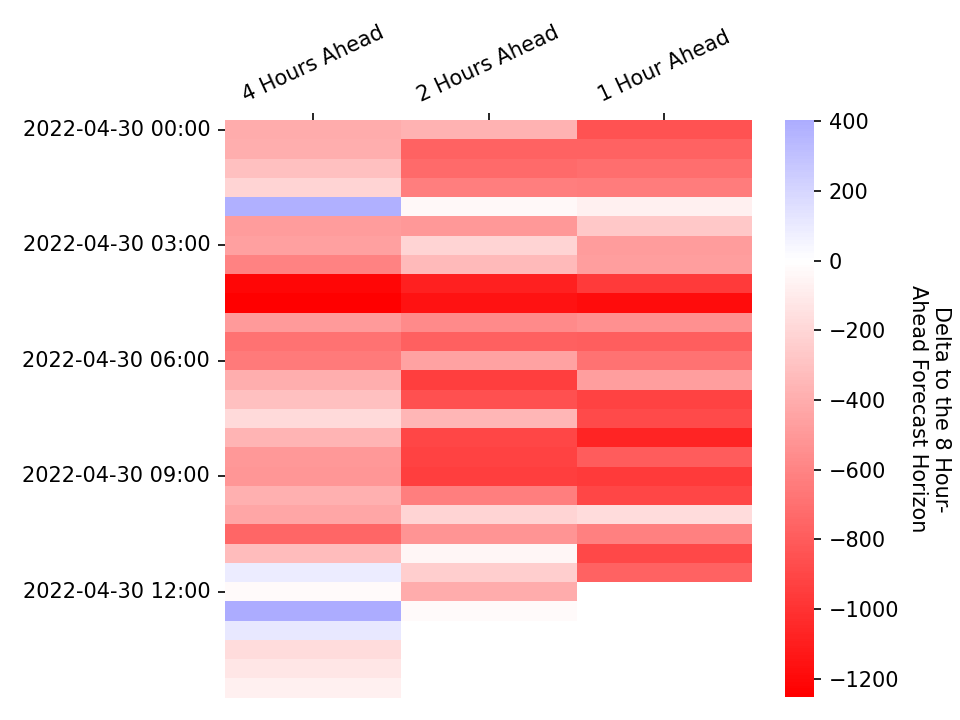 4 Hours Ahead
2 Hours Ahead
1 Hour Ahead
2022-04-30 00:00
2022-04-30 03:00
2022-04-30 06:00
2022-04-30 09:00
2022-04-30 12:00
400
200
0
−200
−400
−600
−800
−1000
−1200
Delta to the 8 Hour-
Ahead Forecast Horizon